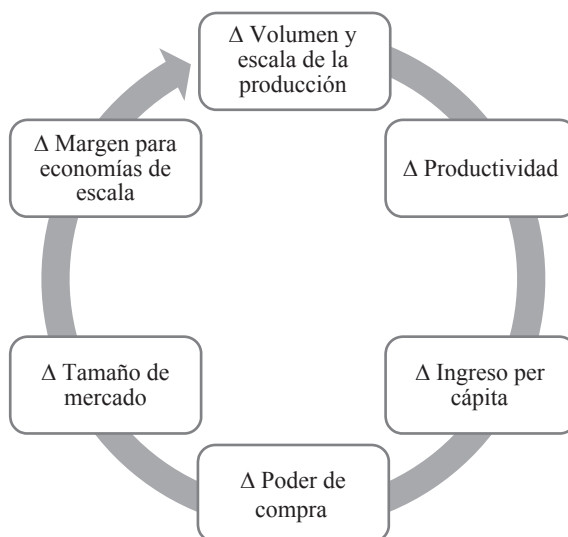 Δ Volumen y
escala de la
producción
Δ Productividad
Δ Ingreso per
cápita
Δ Poder de
compra
Δ Tamaño de
mercado
Δ Margen para
economías de
escala